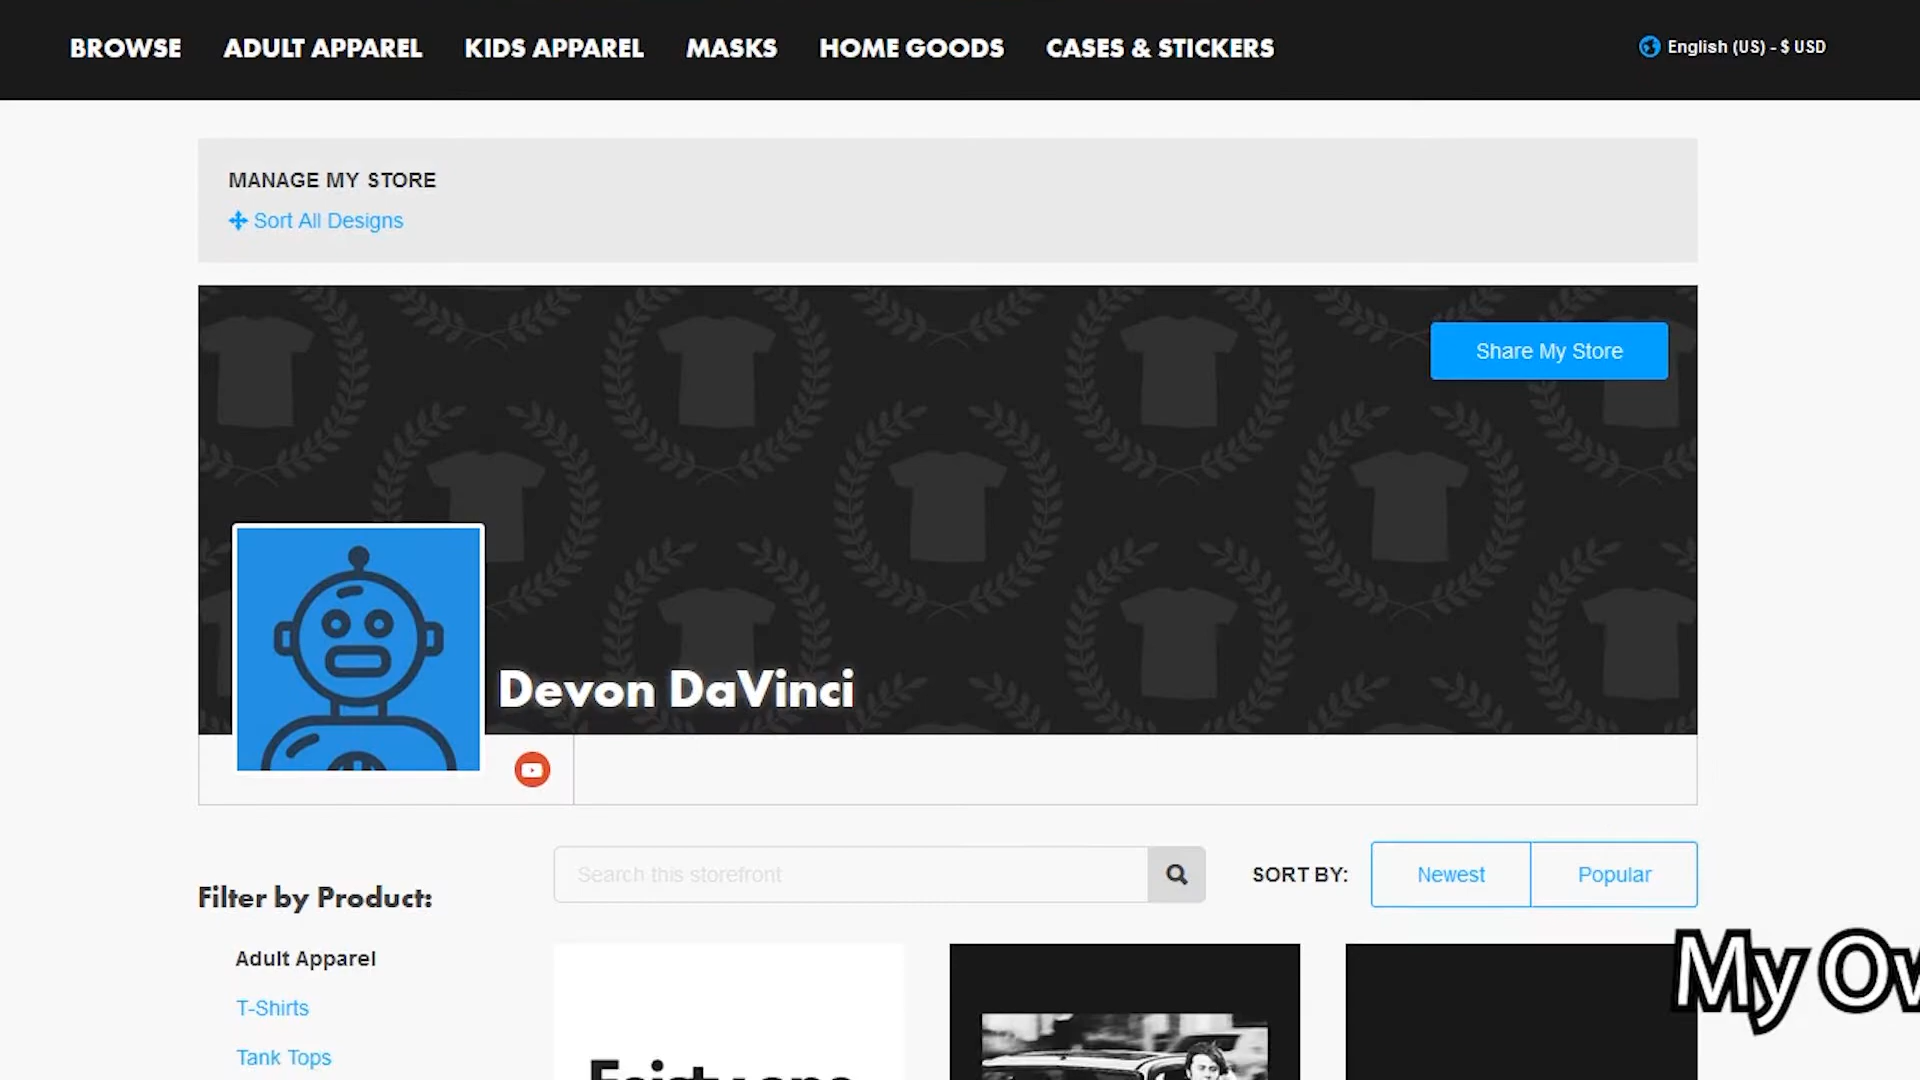 BROWSE ADULT APPAREL KIDS APPAREL MASKS HOME GOODS CASES & STICKERS English (US) - $ USD
MANAGE MY STORE
Sort All Designs
Share My Store
Devon DaVinci
Search this storefront SORT BY: Newest Popular
Filter by Product:
Adult Apparel
My
T-Shirts
Tank Tops